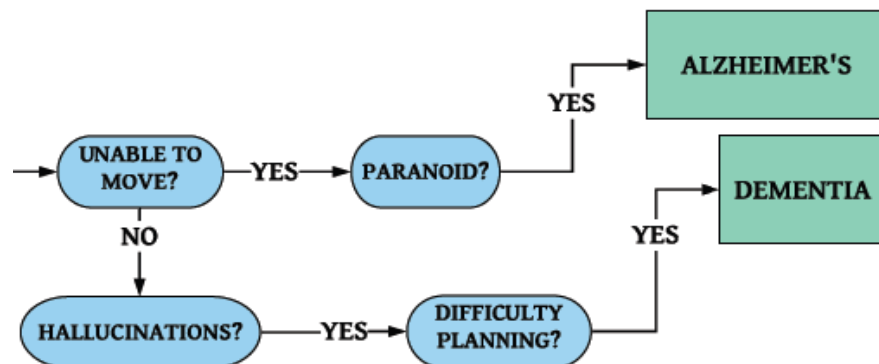 ALZHEIMER'S
YES
UNABLE TO
MOVE?
YES
PARANOID?
DEMENTIA
NO
YES
HALLUCINATIONS?
YES
DIFFICULTY
PLANNING?